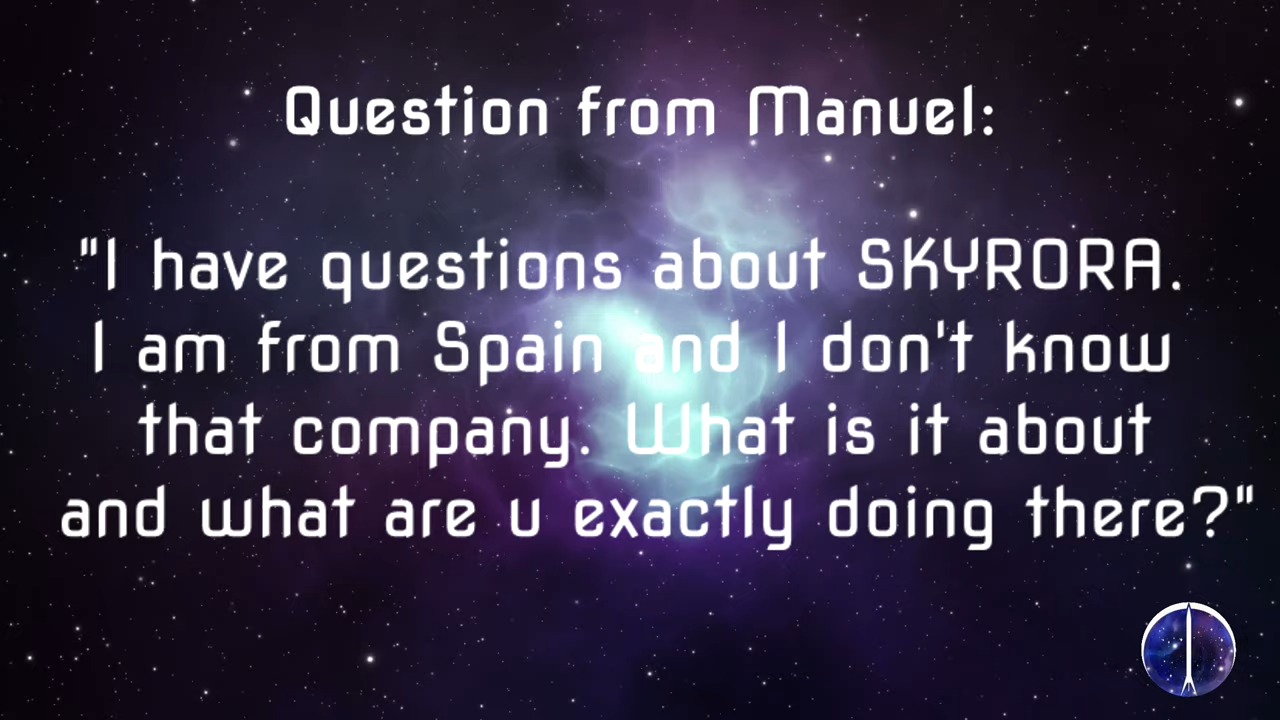 Question from Manuel:
"I have questions about SKYRORA.
I am from Spain and I don't know
that company. What is it about
and what are u exactly doing there?"